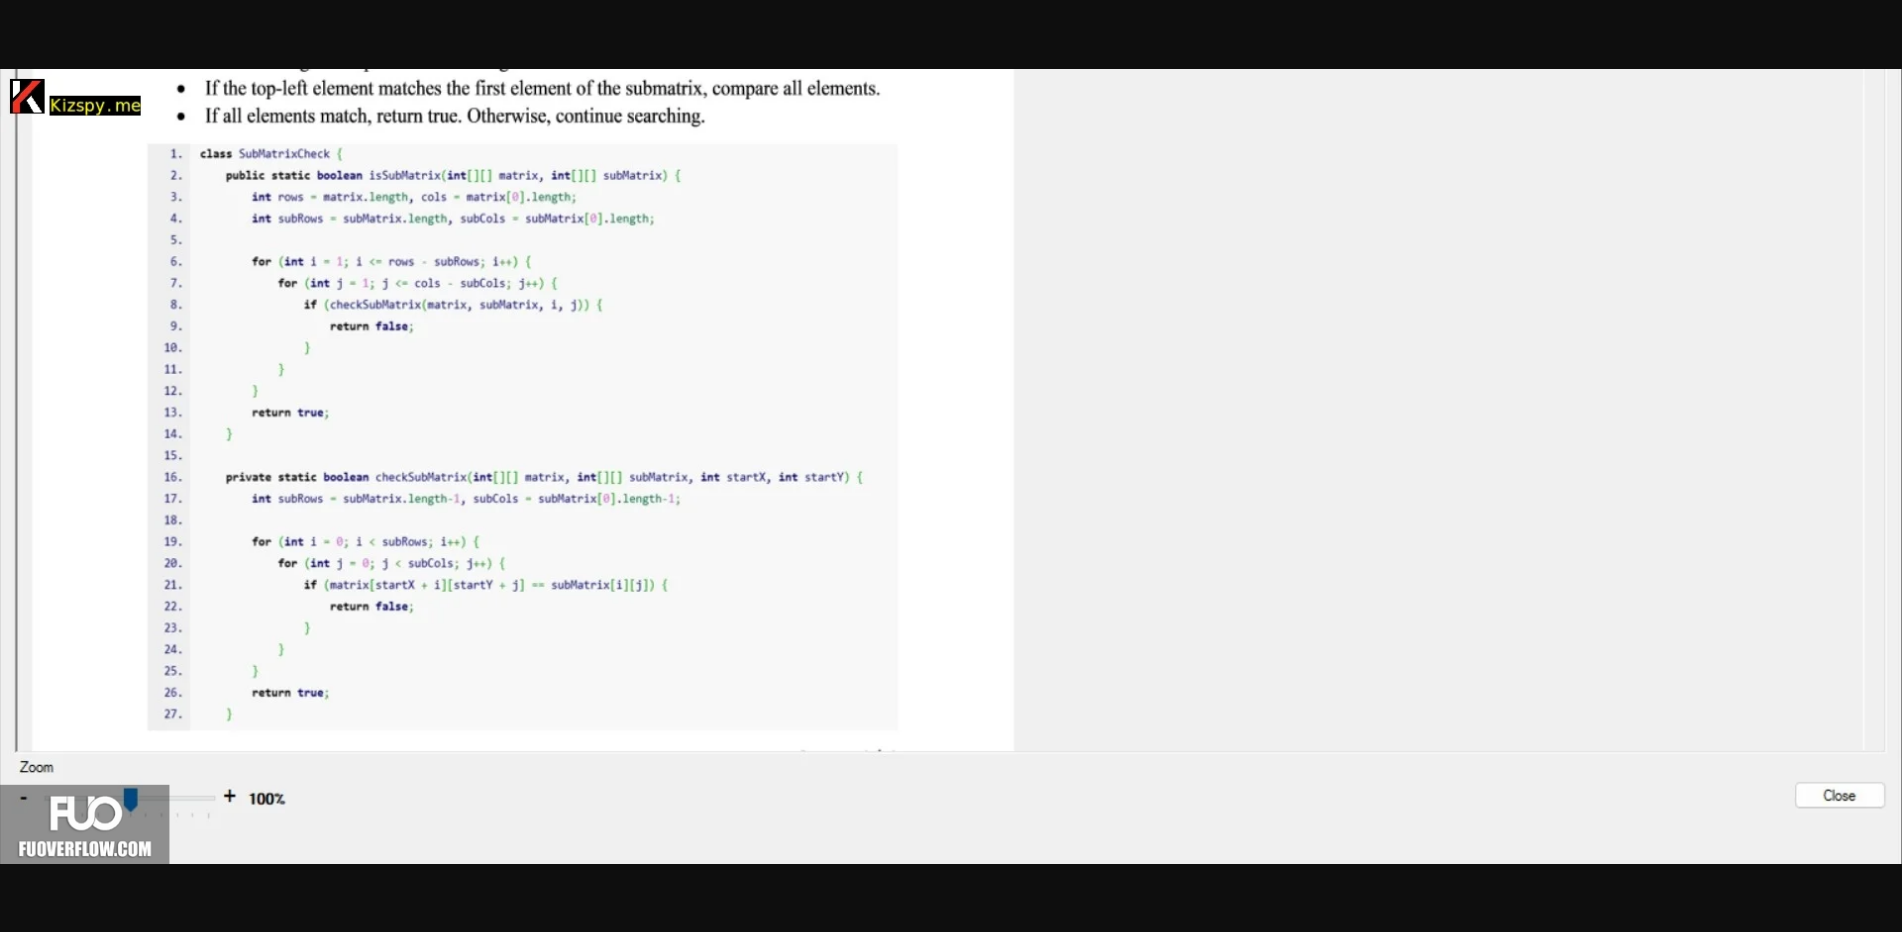 Kizspy.me
• If the top-left element matches the first element of the submatrix, compare all elements.
• If all elements match, return true. Otherwise, continue searching.
1. class SubMatrixCheck {
2. public static boolean isSubMatrix(int[][] matrix, int[][] subMatrix) {
3. int rows = matrix.length, cols = matrix[0].length;
4. int subRows = subMatrix.length, subCols = subMatrix[0].length;
5.
6. for (int i = 1; i <= rows - subRows; i++) {
7. for (int j = 1; j <= cols - subCols; j++) {
8. if (checkSubMatrix(matrix, subMatrix, i, j)) {
9. return false;
10. }
11. }
12. }
13. return true;
14. }
15.
16. private static boolean checkSubMatrix(int[][] matrix, int[][] subMatrix, int startX, int startY) {
17. int subRows = subMatrix.length-1, subCols = subMatrix[0].length-1;
18.
19. for (int i = 0; i < subRows; i++) {
20. for (int j = 0; j < subCols; j++) {
21. if (matrix[startX + i][startY + j] == subMatrix[i][j]) {
22. return false;
23. }
24. }
25. }
26. return true;
27. }
Zoom
- + 100%
Close
FUO
FUOVERFLOW.COM